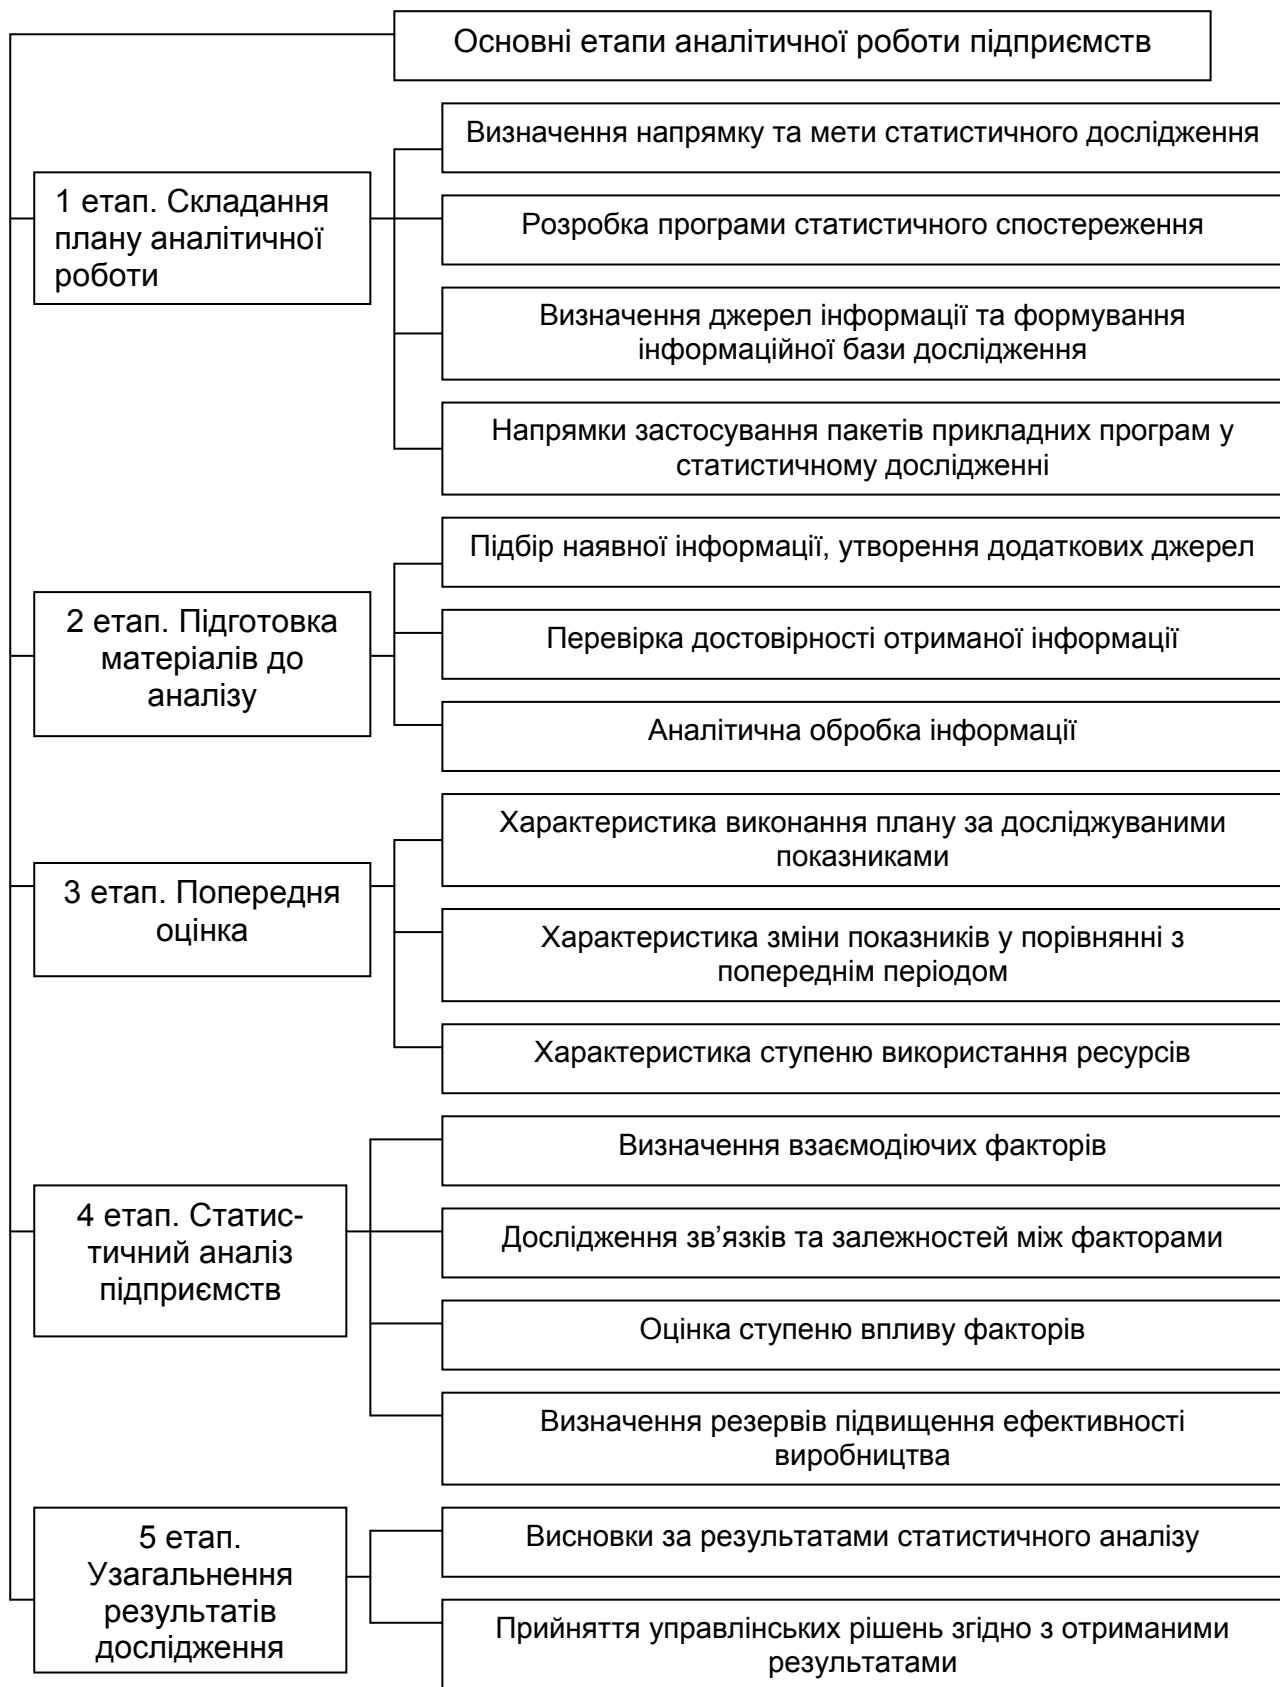 Основні етапи аналітичної роботи підприємств
1 етап. Складання
плану аналітичної
роботи
Визначення напрямку та мети статистичного дослідження
Розробка програми статистичного спостереження
Визначення джерел інформації та формування
інформаційної бази дослідження
Напрямки застосування пакетів прикладних програм у
статистичному дослідженні
2 етап. Підготовка
матеріалів до
аналізу
Підбір наявної інформації, утворення додаткових джерел
Перевірка достовірності отриманої інформації
Аналітична обробка інформації
3 етап. Попередня
оцінка
Характеристика виконання плану за досліджуваними
показниками
Характеристика зміни показників у порівнянні з
попереднім періодом
Характеристика ступеню використання ресурсів
4 етап. Статис-
тичний аналіз
підприємств
Визначення взаємодіючих факторів
Дослідження зв’язків та залежностей між факторами
Оцінка ступеню впливу факторів
Визначення резервів підвищення ефективності
виробництва
5 етап.
Узагальнення
результатів
дослідження
Висновки за результатами статистичного аналізу
Прийняття управлінських рішень згідно з отриманими
результатами